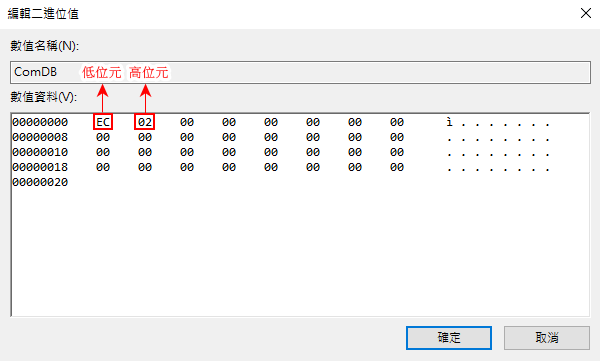 編輯二進位值
數值名稱(N):
ComDB 低位元 高位元
數值資料(V):
00000000 EC 02 00 00 00 00 00 00 ì.......
00000008 00 00 00 00 00 00 00 00 ........
00000010 00 00 00 00 00 00 00 00 ........
00000018 00 00 00 00 00 00 00 00 ........
00000020
確定 取消